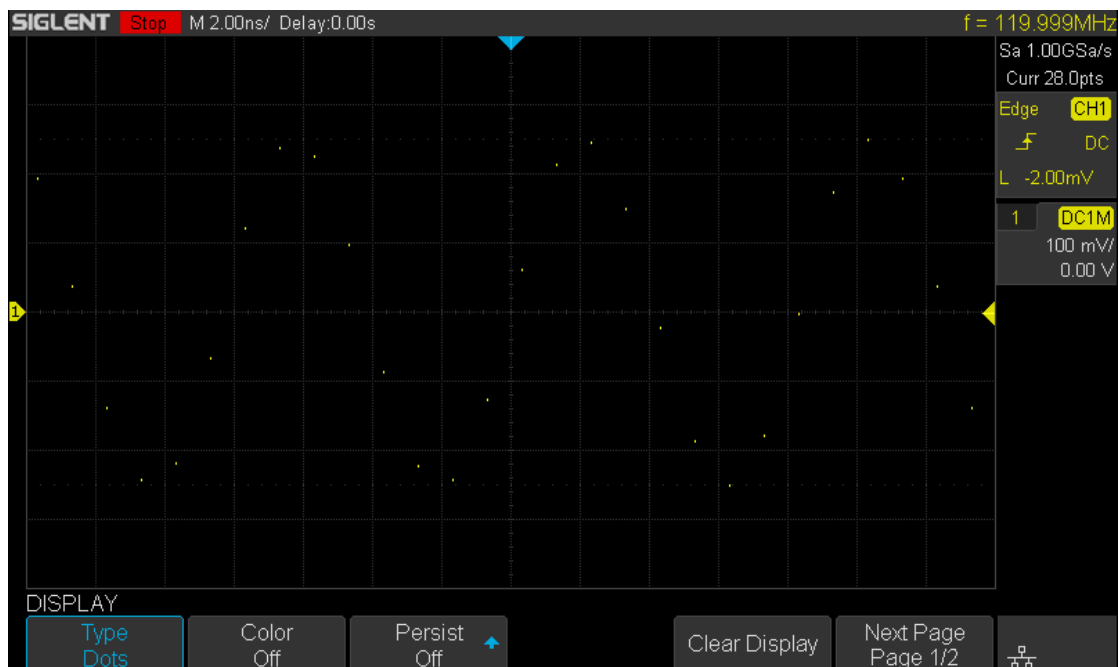 SIGLENT Stop M 2.00ns/ Delay:0.00s f = 119.999MHz
Sa 1.00GSa/s
Curr 28.0pts
Edge CH1
DC
L -2.00mV
1 DC1M
100 mV/
0.00 V
1
DISPLAY
Type
Dots
Color
Off
Persist
Off
Clear Display
Next Page
Page 1/2